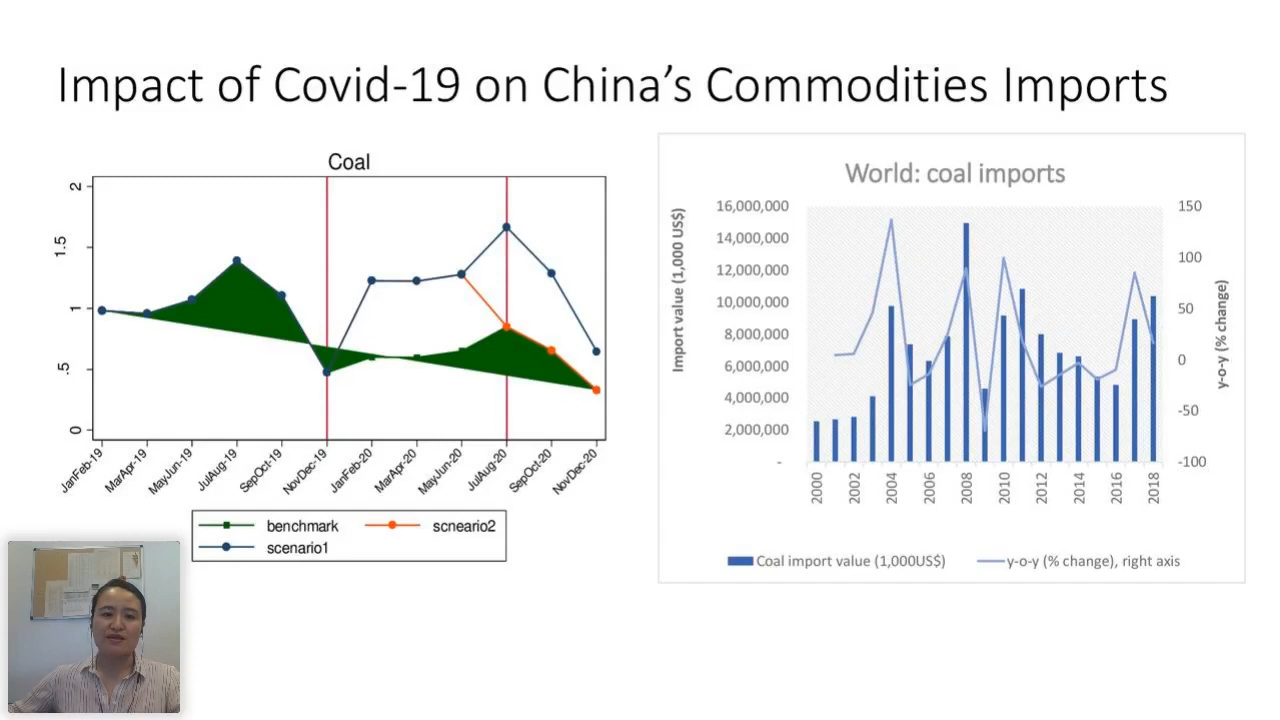 Impact of Covid-19 on China’s Commodities Imports
Coal
2
1.5
1
.5
0
JanFeb-19
MarApr-19
MayJun-19
JulAug-19
SepOct-19
NovDec-19
JanFeb-20
MarApr-20
MayJun-20
JulAug-20
SepOct-20
NovDec-20
benchmark
scneario2
scenario1
World: coal imports
Import value (1,000 US$)
16,000,000
14,000,000
12,000,000
10,000,000
8,000,000
6,000,000
4,000,000
2,000,000
-
150
100
50
0
-50
-100
y-o-y (% change)
2000
2002
2004
2006
2008
2010
2012
2014
2016
2018
Coal import value (1,000US$)
y-o-y (% change), right axis